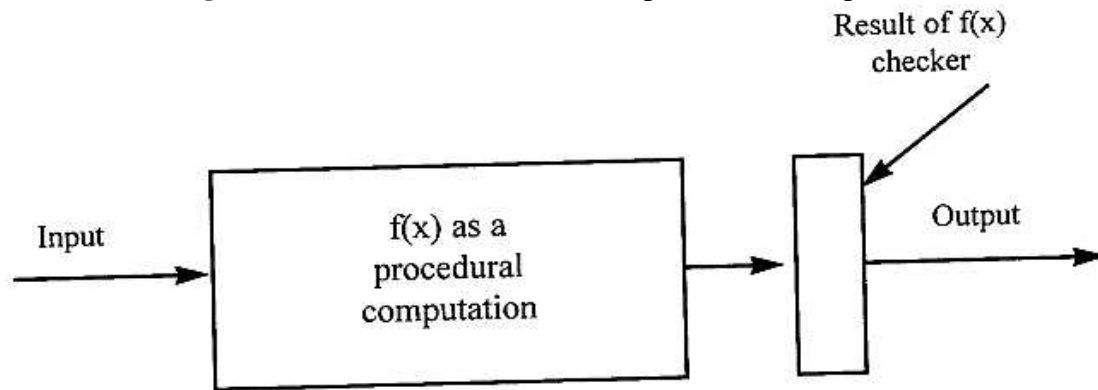 Result of f(x)
checker
Input
f(x) as a
procedural
computation
Output